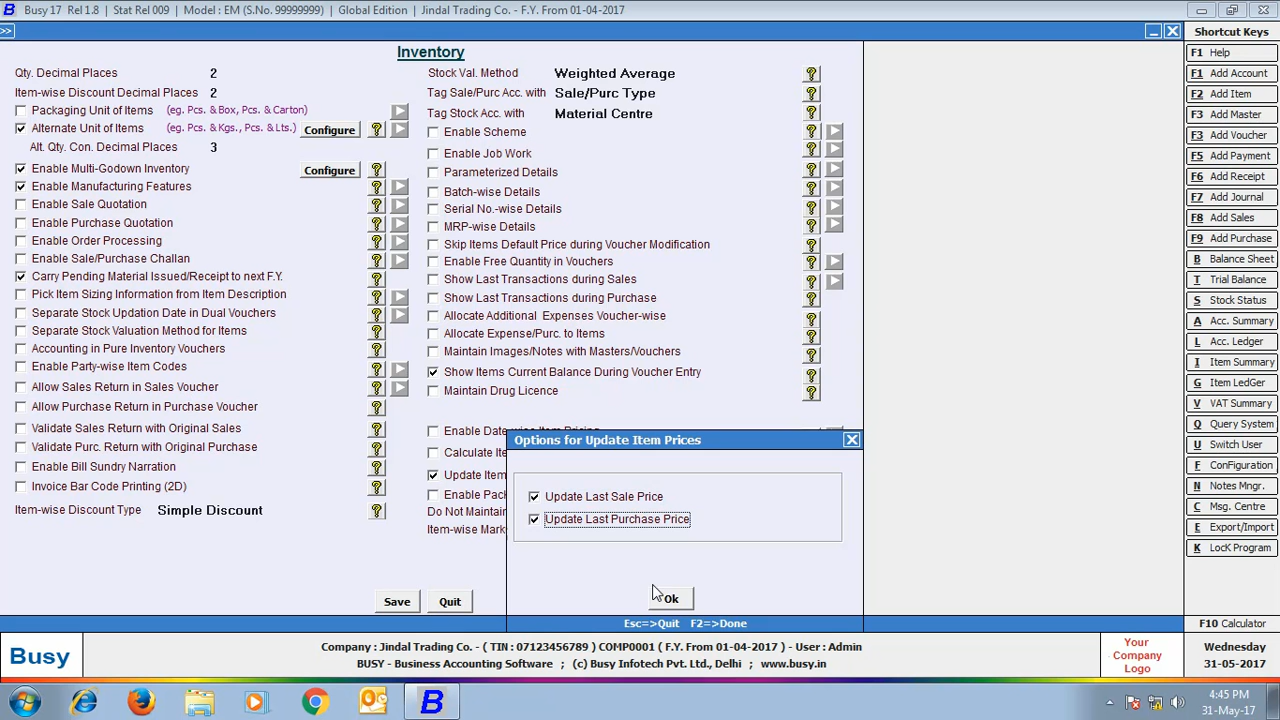 Busy 17 Rel 1.8 | Stat Rel 009 | Model : EM (S.No. 99999999) | Global Edition | Jindal Trading Co. - F.Y. From 01-04-2017
>>
Inventory
Qty. Decimal Places 2
Item-wise Discount Decimal Places 2
Packaging Unit of Items (eg. Pcs. & Box, Pcs. & Carton)
Alternate Unit of Items (eg. Pcs. & Kgs., Pcs. & Lts.) Configure ?
Alt. Qty. Con. Decimal Places 3
Enable Multi-Godown Inventory Configure ?
Enable Manufacturing Features ?
Enable Sale Quotation ?
Enable Purchase Quotation ?
Enable Order Processing ?
Enable Sale/Purchase Challan ?
Carry Pending Material Issued/Receipt to next F.Y. ?
Pick Item Sizing Information from Item Description ?
Separate Stock Updation Date in Dual Vouchers ?
Separate Stock Valuation Method for Items ?
Accounting in Pure Inventory Vouchers ?
Enable Party-wise Item Codes ?
Allow Sales Return in Sales Voucher ?
Allow Purchase Return in Purchase Voucher ?
Validate Sales Return with Original Sales ?
Validate Purc. Return with Original Purchase ?
Enable Bill Sundry Narration ?
Invoice Bar Code Printing (2D) ?
Item-wise Discount Type Simple Discount ?
Stock Val. Method Weighted Average ?
Tag Sale/Purc Acc. with Sale/Purc Type ?
Tag Stock Acc. with Material Centre ?
Enable Scheme ?
Enable Job Work ?
Parameterized Details ?
Batch-wise Details ?
Serial No.-wise Details ?
MRP-wise Details ?
Skip Items Default Price during Voucher Modification ?
Enable Free Quantity in Vouchers ?
Show Last Transactions during Sales ?
Show Last Transactions during Purchase ?
Allocate Additional Expenses Voucher-wise ?
Allocate Expense/Purc. to Items ?
Maintain Images/Notes with Masters/Vouchers ?
Show Items Current Balance During Voucher Entry ?
Maintain Drug Licence ?
Enable Date-wise Item Pricing
Calculate Ite
Update Item
Enable Pack
Do Not Maintain
Item-wise Mark
Options for Update Item Prices
Update Last Sale Price
Update Last Purchase Price
Ok
Esc=>Quit F2=>Done
Save Quit
Shortcut Keys
F1 Help
F1 Add Account
F2 Add Item
F3 Add Master
F3 Add Voucher
F5 Add Payment
F6 Add Receipt
F7 Add Journal
F8 Add Sales
F9 Add Purchase
B Balance Sheet
T Trial Balance
S Stock Status
A Acc. Summary
L Acc. Ledger
I Item Summary
G Item LedGer
V VAT Summary
Q Query System
U Switch User
F Configuration
N Notes Mngr.
C Msg. Centre
E Export/Import
K LocK Program
F10 Calculator
Busy
Company : Jindal Trading Co. - ( TIN : 07123456789 ) COMP0001 ( F.Y. From 01-04-2017 ) - User : Admin
BUSY - Business Accounting Software ; (c) Busy Infotech Pvt. Ltd., Delhi ; www.busy.in
Your
Company
Logo
Wednesday
31-05-2017
4:45 PM
31-May-17